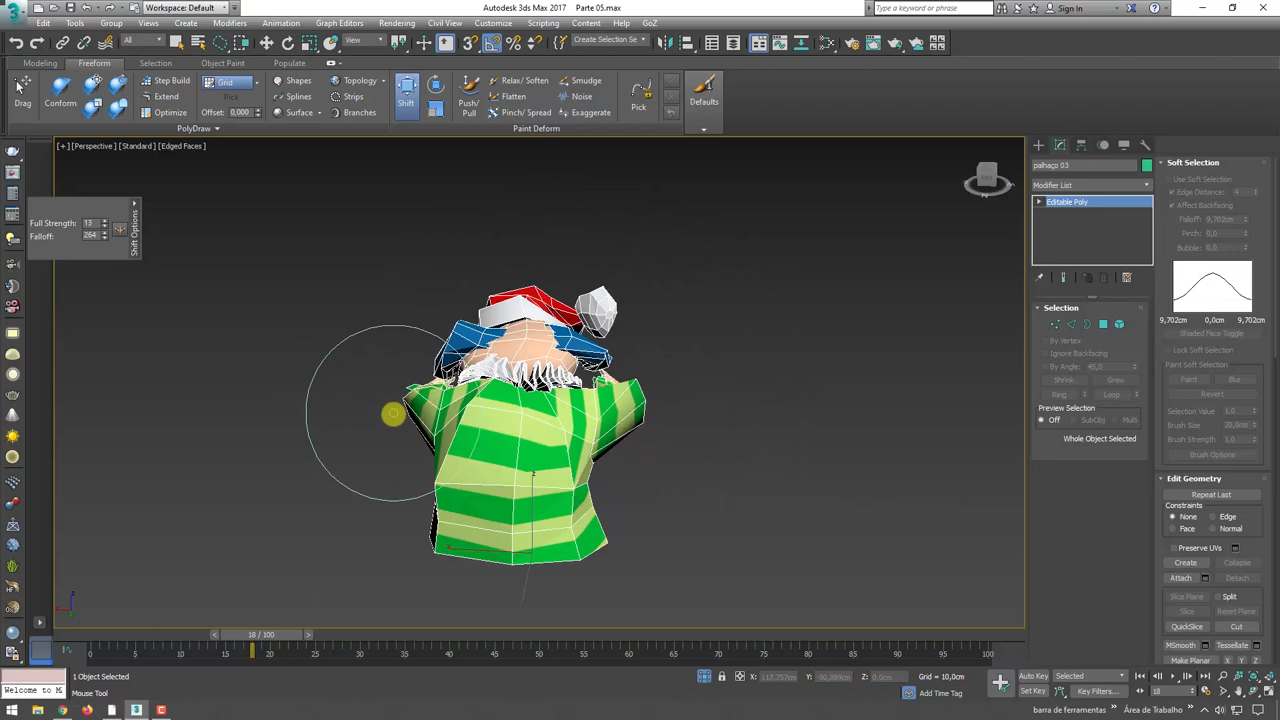 Workspace: Default
Autodesk 3ds Max 2017 Parte 05.max
Type a keyword or phrase
Sign In
Edit Tools Group Views Create Modifiers Animation Graph Editors Rendering Civil View Customize Scripting Content Help GoZ
All
View
Create Selection Se
Modeling Freeform Selection Object Paint Populate
Drag
Conform
Step Build
Extend
Optimize
Grid
Pick
Offset: 0,000
Shapes
Splines
Surface
Topology
Strips
Branches
Shift
Push/
Pull
Relax/ Soften
Flatten
Pinch/ Spread
Smudge
Noise
Exaggerate
Pick
Defaults
PolyDraw
Paint Deform
[+] [Perspective] [Standard] [Edged Faces]
Full Strength: 13
Falloff: 264
Shift Options
palhaço 03
Modifier List
Editable Poly
Selection
By Vertex
Ignore Backfacing
By Angle: 45,0
Shrink Grow
Ring Loop
Preview Selection
Off SubObj Multi
Whole Object Selected
Soft Selection
Use Soft Selection
Edge Distance: 4
Affect Backfacing
Falloff: 9,702cm
Pinch: 0,0
Bubble: 0,0
9,702cm 0,0cm 9,702cm
Shaded Face Toggle
Lock Soft Selection
Paint Soft Selection
Paint Blur
Revert
Selection Value 1,0
Brush Size 20,0cm
Brush Strength 1,0
Brush Options
Edit Geometry
Repeat Last
Constraints
None Edge
Face Normal
Preserve UVs
Create Collapse
Attach Detach
Slice Plane Split
Slice Reset Plane
QuickSlice Cut
MSmooth Tessellate
Make Planar X Y Z
18 / 100
0 5 10 15 20 25 30 35 40 45 50 55 60 65 70 75 80 85 90 95 100
1 Object Selected
X: 117,757cm Y: -60,899cm Z: 0,0cm Grid = 10,0cm
Auto Key Selected
Welcome to M
Mouse Tool
Add Time Tag
Set Key Key Filters...
18
barra de ferramentas
Área de Trabalho